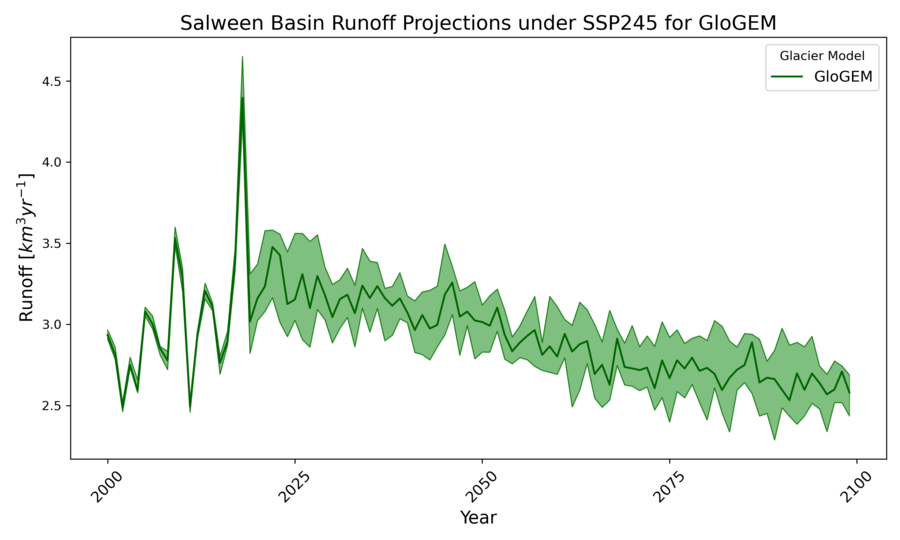 Salween Basin Runoff Projections under SSP245 for GloGEM
Glacier Model
GloGEM
Runoff [km³yr⁻¹]
4.5
4.0
3.5
3.0
2.5
2000
2025
2050
2075
2100
Year